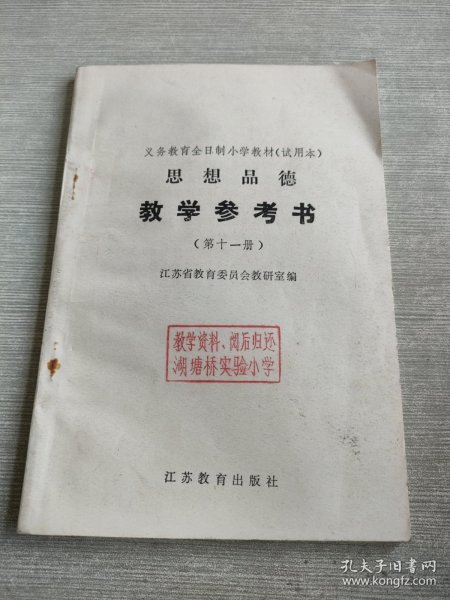 义务教育全日制小学教材(试用本)
思想品德
教学参考书
(第十一册)
江苏省教育委员会教研室编
教学资料、阅后归还
湖塘桥实验小学
江苏教育出版社
孔夫子旧书网
www.kongfz.com